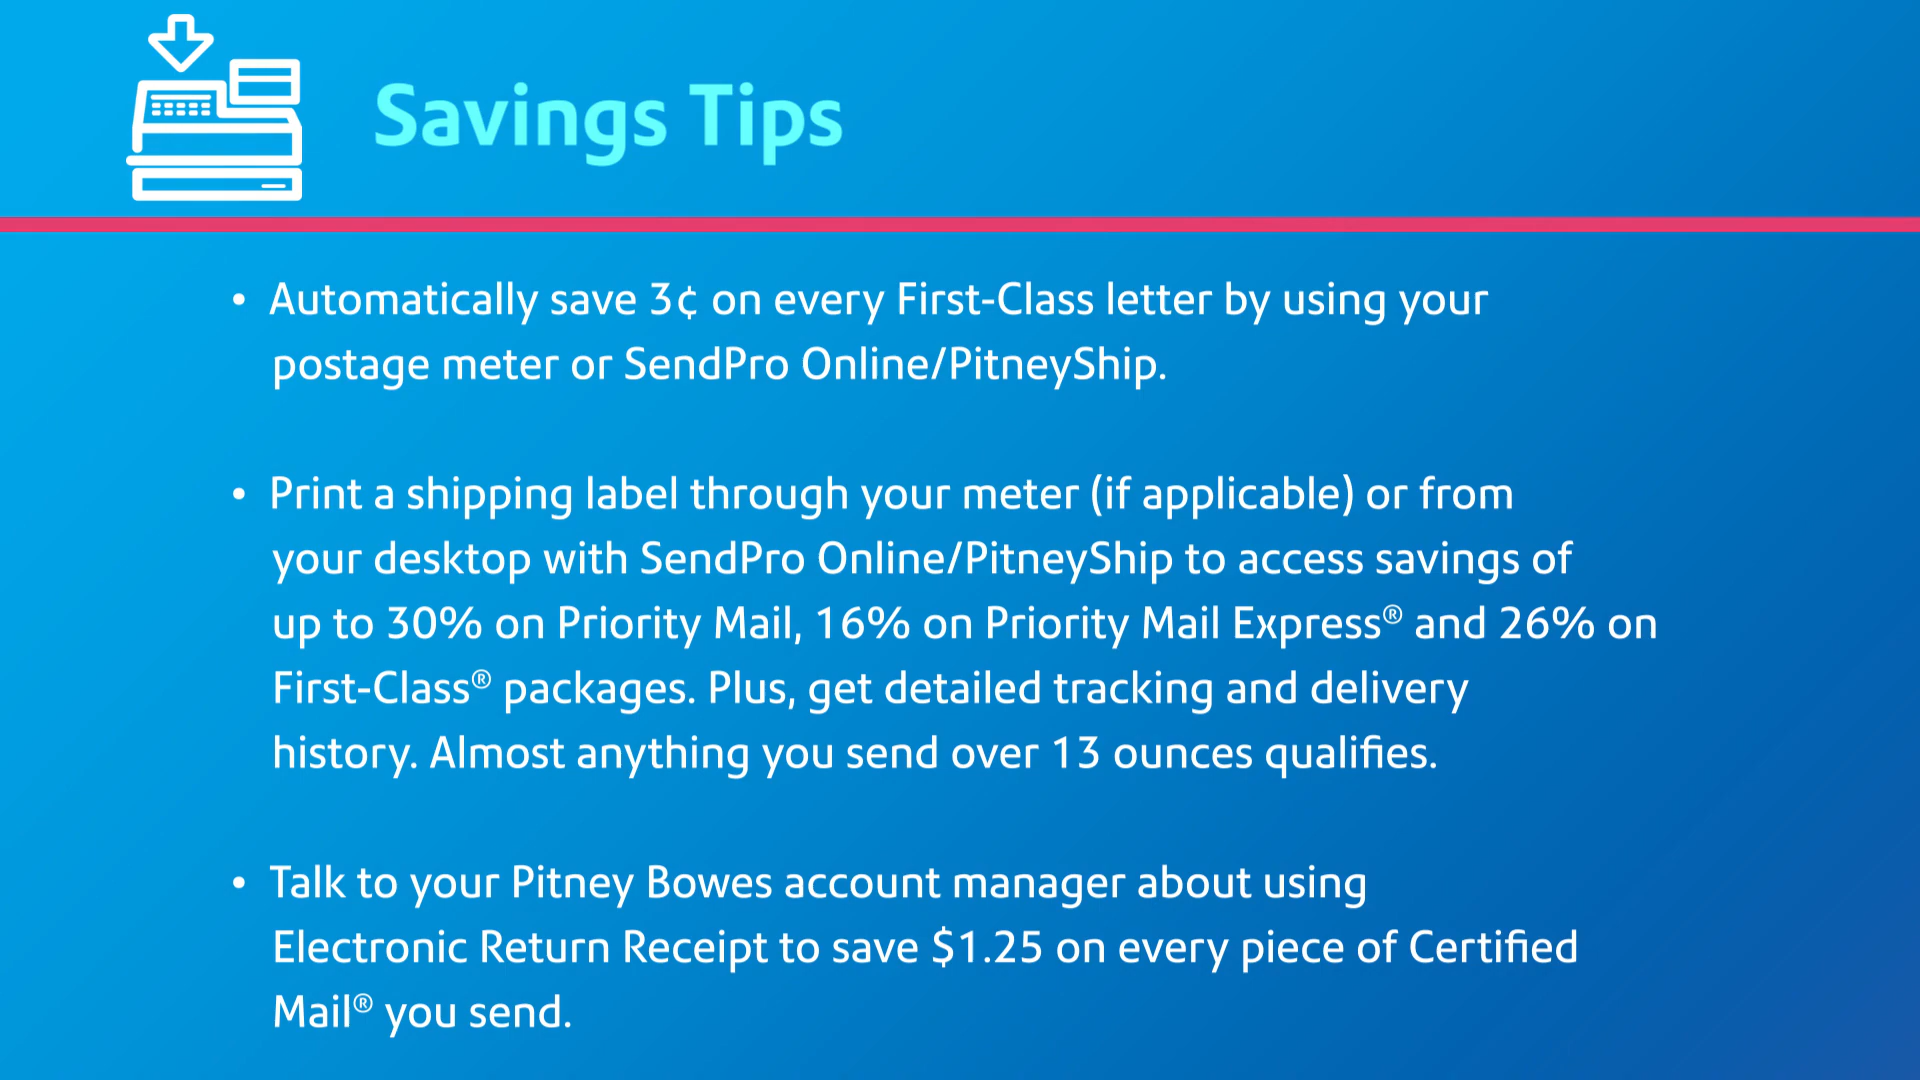 Savings Tips
• Automatically save 3¢ on every First-Class letter by using your
postage meter or SendPro Online/PitneyShip.
• Print a shipping label through your meter (if applicable) or from
your desktop with SendPro Online/PitneyShip to access savings of
up to 30% on Priority Mail, 16% on Priority Mail Express® and 26% on
First-Class® packages. Plus, get detailed tracking and delivery
history. Almost anything you send over 13 ounces qualifies.
• Talk to your Pitney Bowes account manager about using
Electronic Return Receipt to save $1.25 on every piece of Certified
Mail® you send.